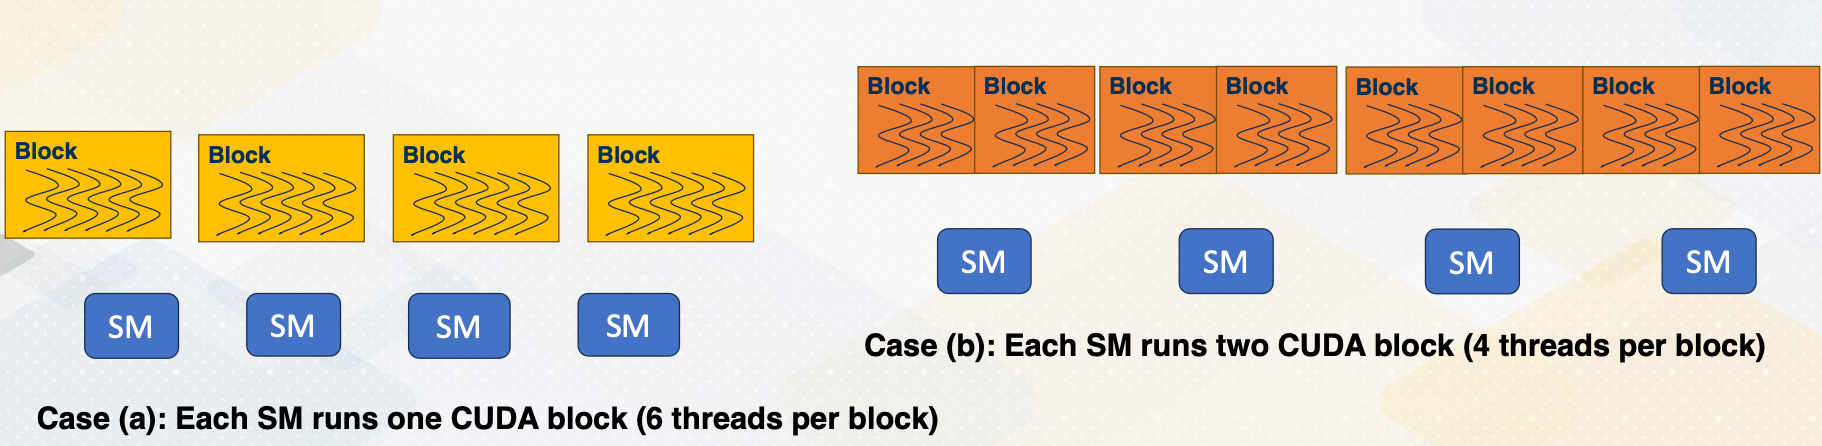 Block
Block
Block
Block
SM
SM
SM
SM
Case (a): Each SM runs one CUDA block (6 threads per block)
Block
Block
Block
Block
Block
Block
Block
Block
SM
SM
SM
SM
Case (b): Each SM runs two CUDA block (4 threads per block)